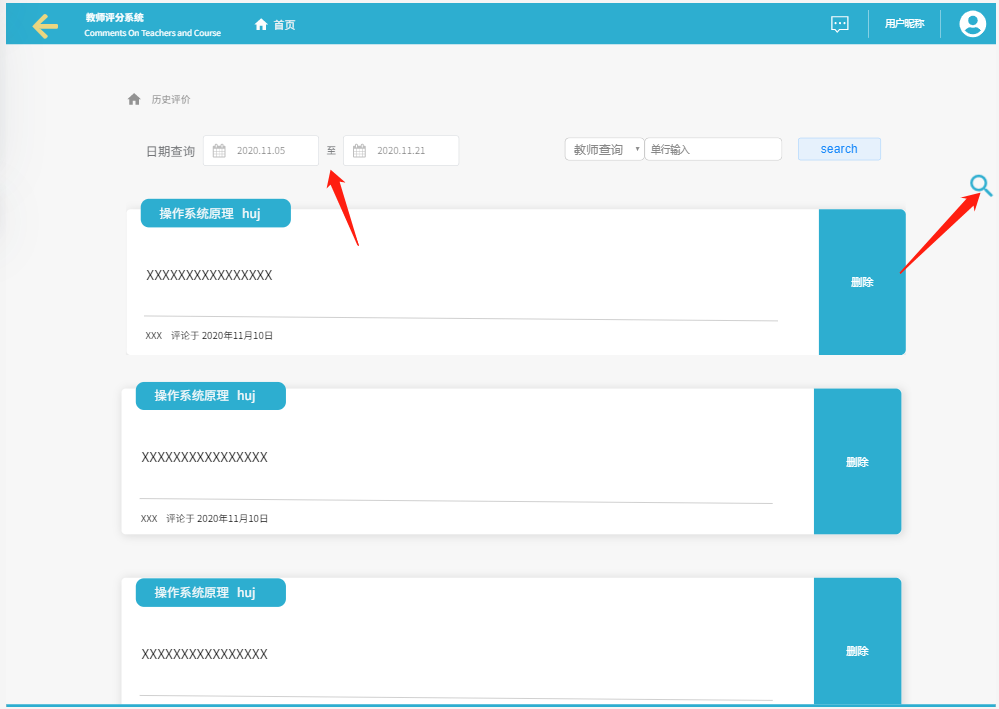 教师评分系统
Comments On Teachers and Course
首页
用户昵称
历史评价
日期查询 2020.11.05 至 2020.11.21 教师查询 单行输入 search
操作系统原理 huj
XXXXXXXXXXXXXXXX
删除
XXX 评论于 2020年11月10日
操作系统原理 huj
XXXXXXXXXXXXXXXX
删除
XXX 评论于 2020年11月10日
操作系统原理 huj
XXXXXXXXXXXXXXXX
删除